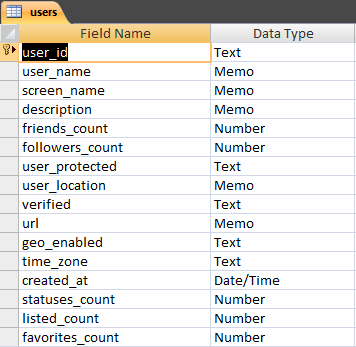 users
Field Name Data Type
user_id Text
user_name Memo
screen_name Memo
description Memo
friends_count Number
followers_count Number
user_protected Text
user_location Memo
verified Text
url Memo
geo_enabled Text
time_zone Text
created_at Date/Time
statuses_count Number
listed_count Number
favorites_count Number